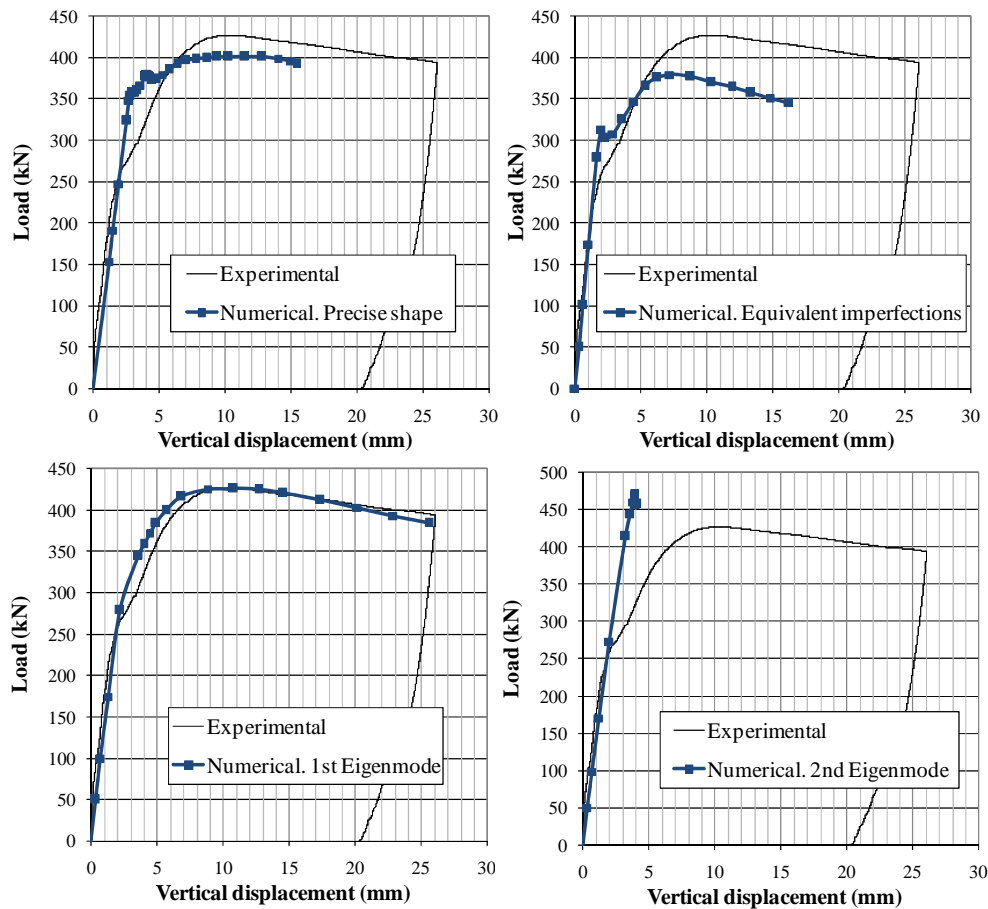 450
400
350
300
250
200
150
100
50
0
Load (kN)
Experimental
Numerical. Precise shape
0 5 10 15 20 25 30
Vertical displacement (mm)
450
400
350
300
250
200
150
100
50
0
Load (kN)
Experimental
Numerical. Equivalent imperfections
0 5 10 15 20 25 30
Vertical displacement (mm)
450
400
350
300
250
200
150
100
50
0
Load (kN)
Experimental
Numerical. 1st Eigenmode
0 5 10 15 20 25 30
Vertical displacement (mm)
500
450
400
350
300
250
200
150
100
50
0
Load (kN)
Experimental
Numerical. 2nd Eigenmode
0 5 10 15 20 25 30
Vertical displacement (mm)